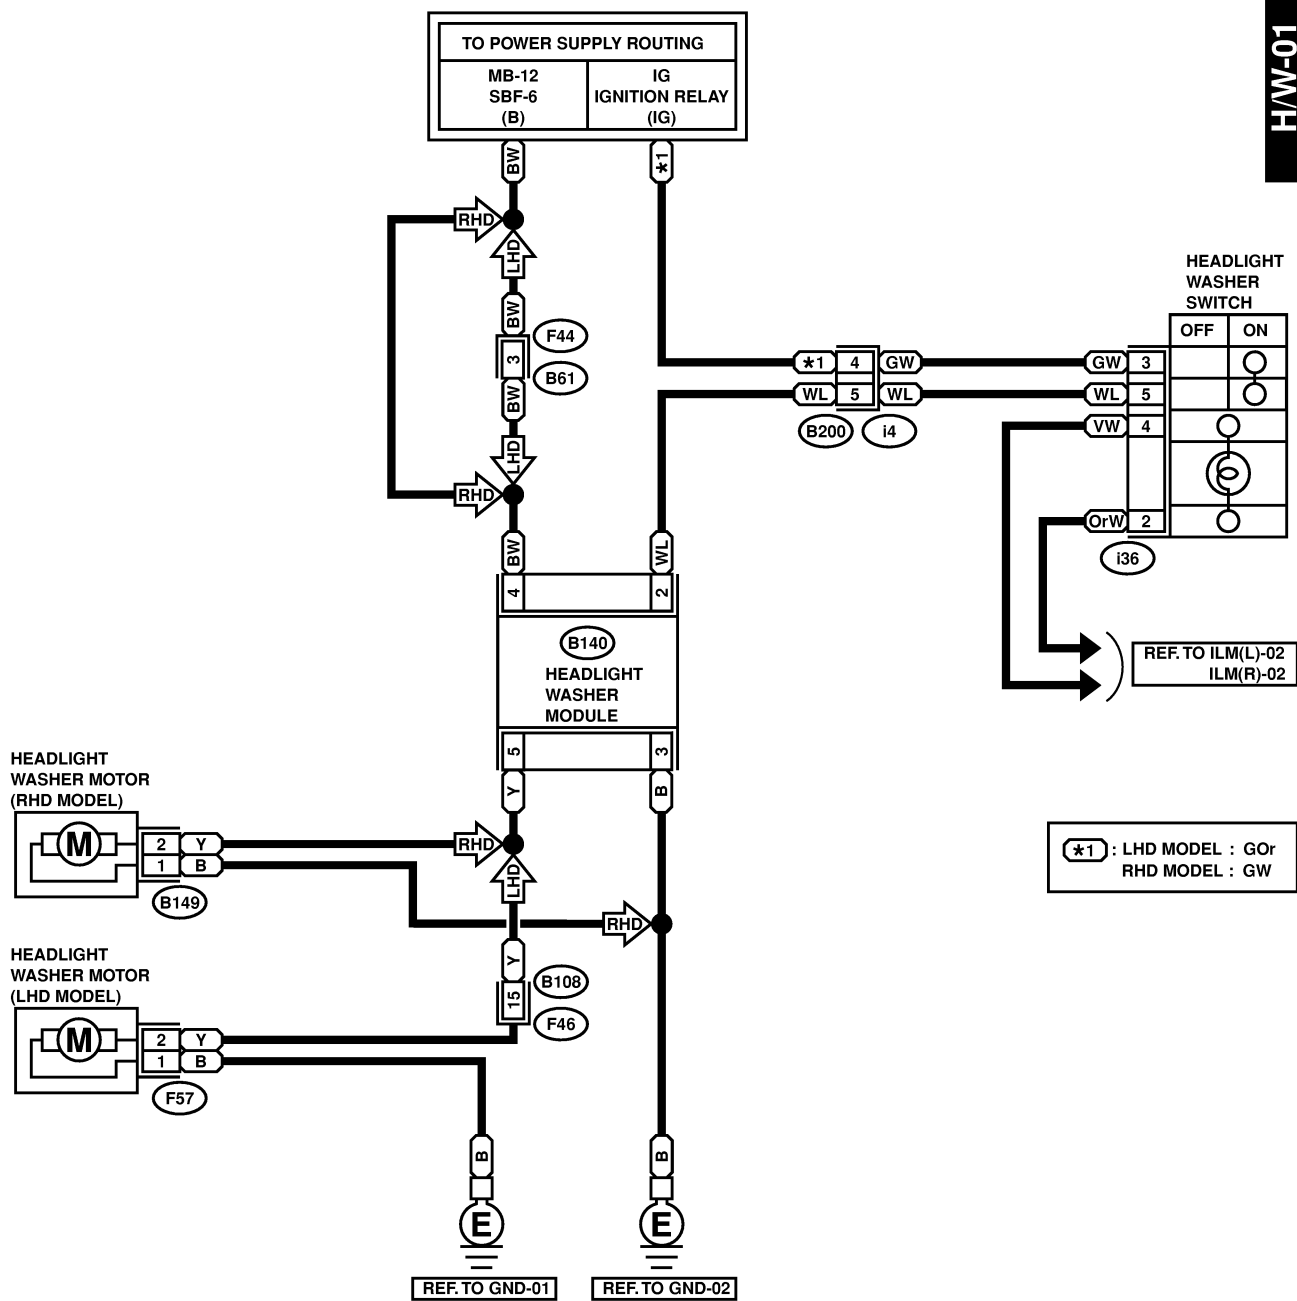 H/W-01
TO POWER SUPPLY ROUTING
MB-12
SBF-6
(B)
IG
IGNITION RELAY
(IG)
BW
*1
RHD
LHD
BW
F44
3
B61
BW
LHD
RHD
BW
WL
HEADLIGHT
WASHER
SWITCH
OFF ON
*1 4 GW GW 3
WL 5 WL WL 5
B200 i4
VW 4
OrW 2
i36
REF. TO ILM(L)-02
ILM(R)-02
4 2
B140
HEADLIGHT
WASHER
MODULE
5 3
Y B
HEADLIGHT
WASHER MOTOR
(RHD MODEL)
M
2 Y
1 B
B149
RHD
LHD
RHD
*1 : LHD MODEL : GOr
RHD MODEL : GW
Y
B108
15
F46
HEADLIGHT
WASHER MOTOR
(LHD MODEL)
M
2 Y
1 B
F57
B B
E E
REF. TO GND-01
REF. TO GND-02